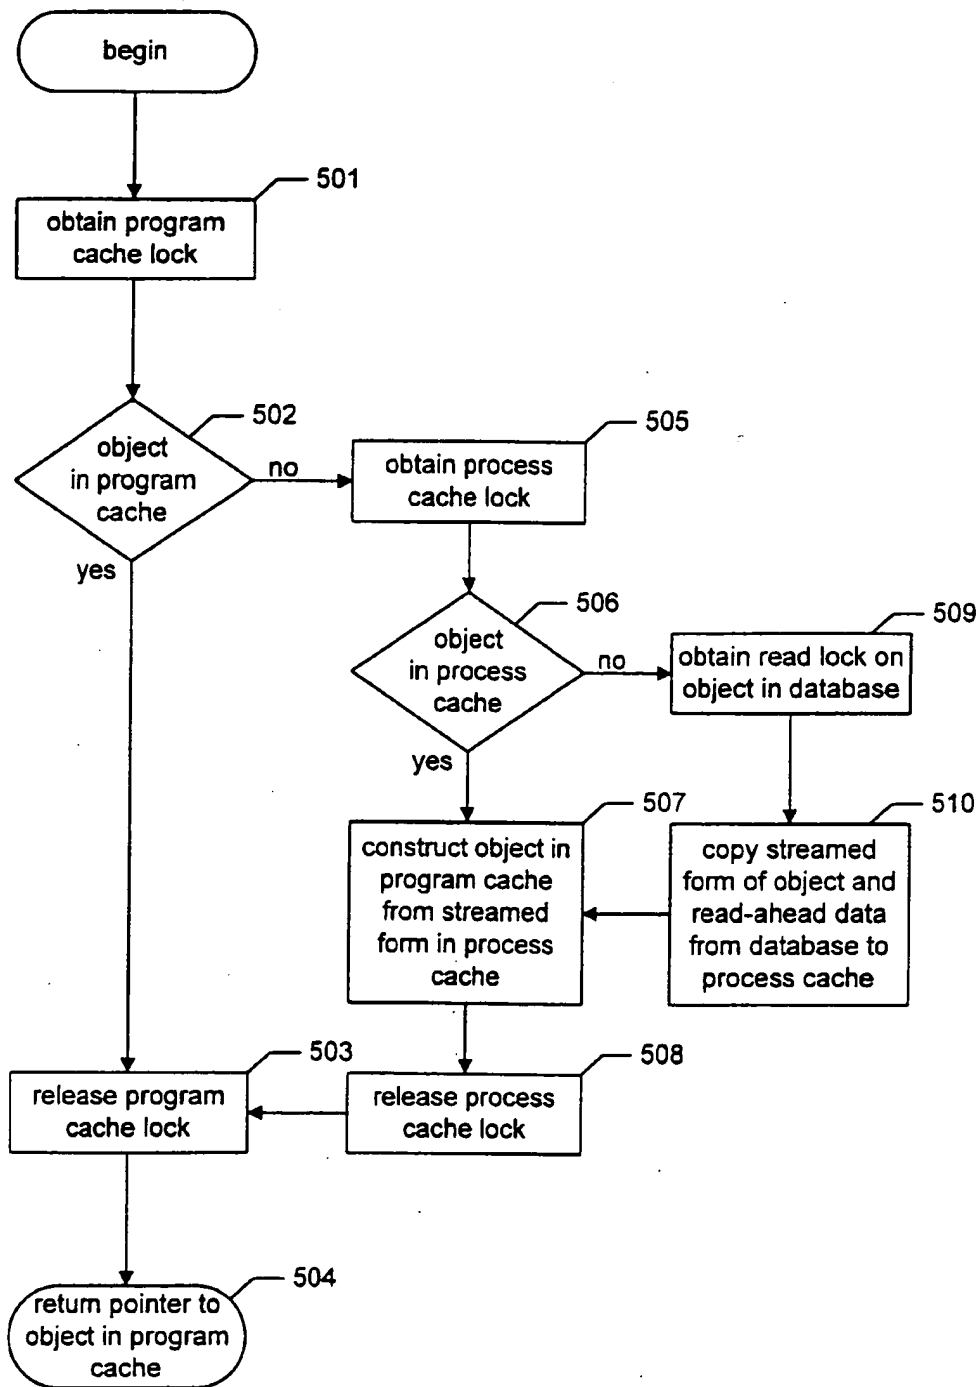 begin
501
obtain program
cache lock
502
object
in program
cache
no
yes
505
obtain process
cache lock
506
object
in process
cache
no
yes
509
obtain read lock on
object in database
507
construct object in
program cache
from streamed
form in process
cache
510
copy streamed
form of object and
read-ahead data
from database to
process cache
503
release program
cache lock
508
release process
cache lock
504
return pointer to
object in program
cache